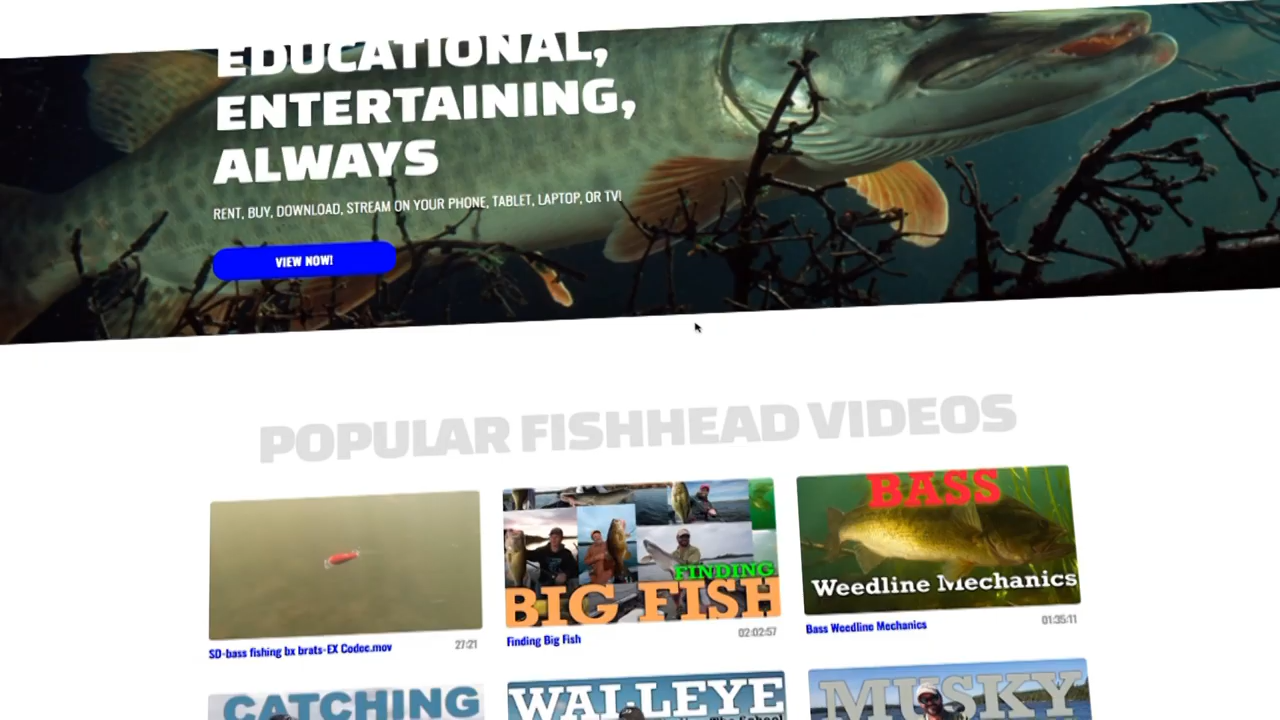 EDUCATIONAL,
ENTERTAINING,
ALWAYS
RENT, BUY, DOWNLOAD, STREAM ON YOUR PHONE, TABLET, LAPTOP, OR TV!
VIEW NOW!
POPULAR FISHHEAD VIDEOS
FINDING
BIG FISH
BASS
Weedline Mechanics
SD-bass fishing bx brats-EX Codec.mov
27:21
Finding Big Fish
02:02:57
Bass Weedline Mechanics
01:35:11
CATCHING
WALLEYE
The School
MUSKY